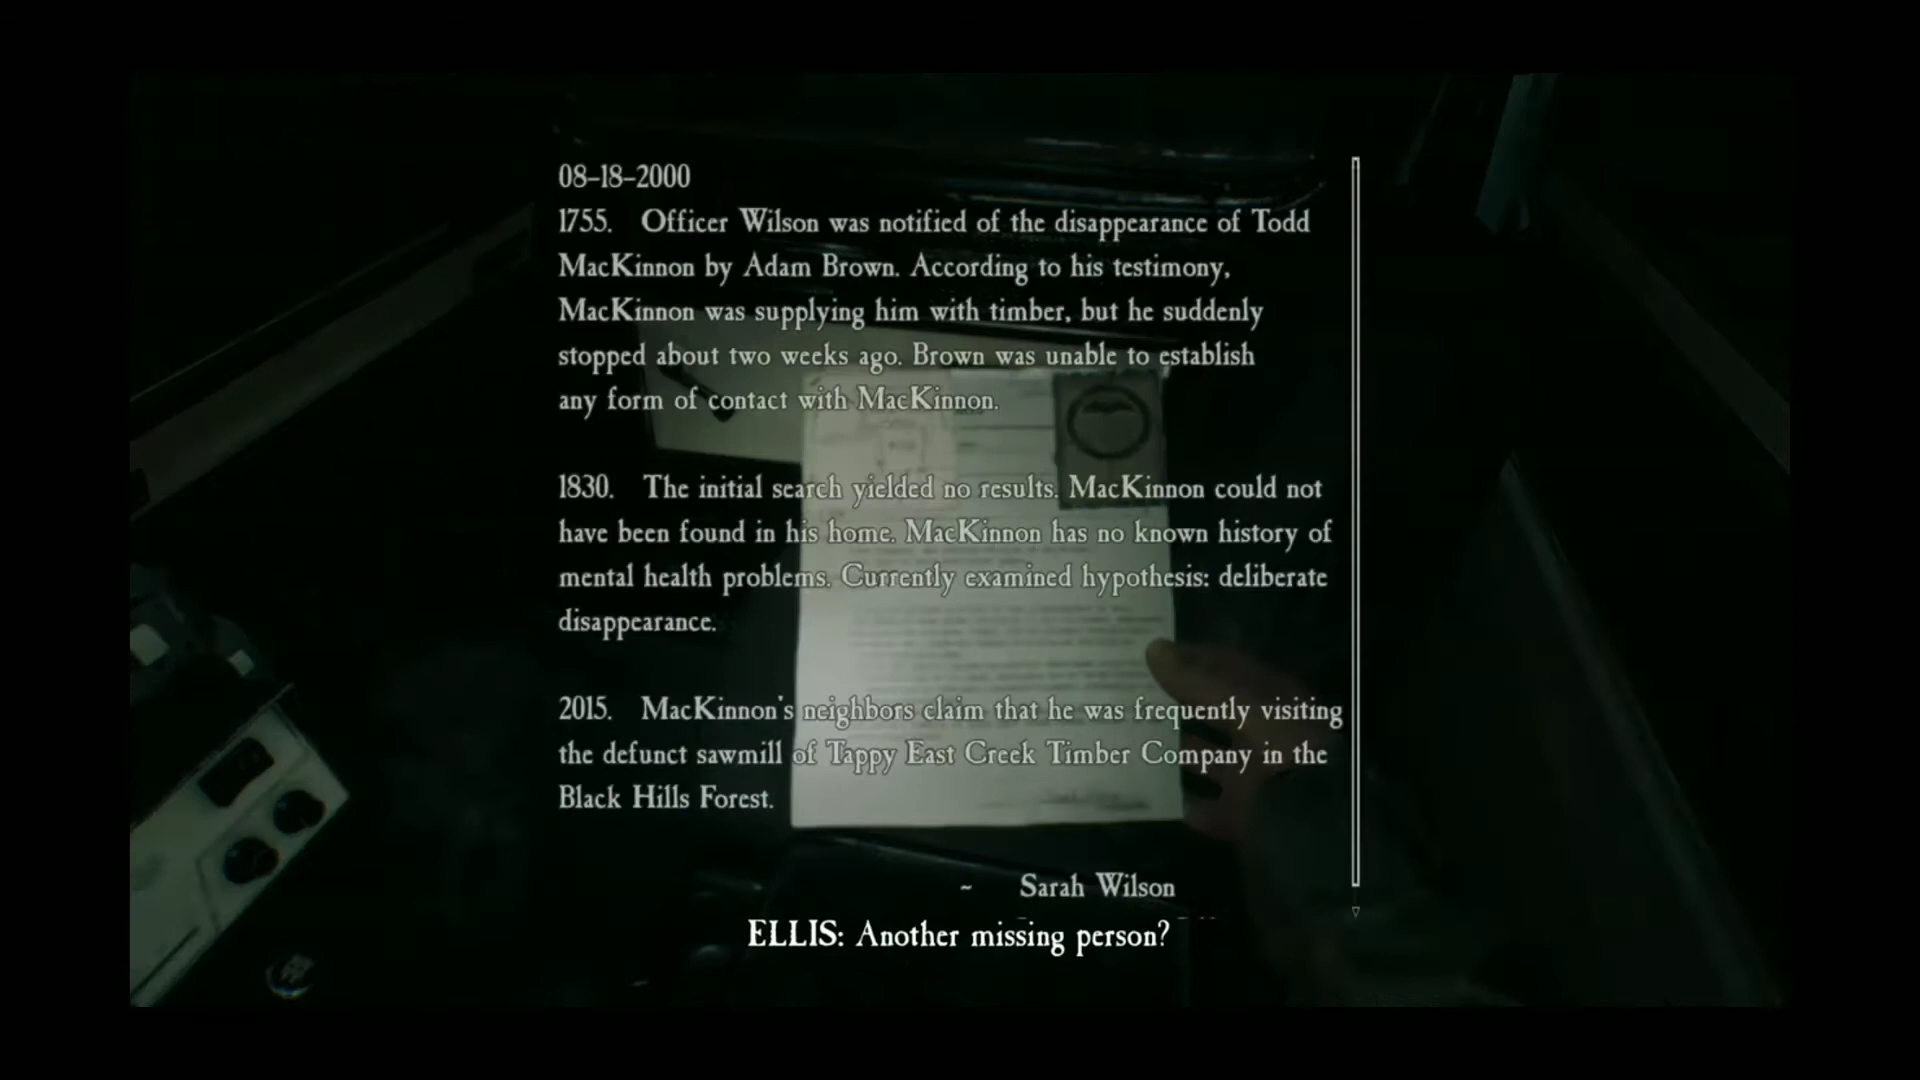 08-18-2000
1755. Officer Wilson was notified of the disappearance of Todd
MacKinnon by Adam Brown. According to his testimony,
MacKinnon was supplying him with timber, but he suddenly
stopped about two weeks ago. Brown was unable to establish
any form of contact with MacKinnon.
1830. The initial search yielded no results. MacKinnon could not
have been found in his home. MacKinnon has no known history of
mental health problems. Currently examined hypothesis: deliberate
disappearance.
2015. MacKinnon's neighbors claim that he was frequently visiting
the defunct sawmill of Tappy East Creek Timber Company in the
Black Hills Forest.
~ Sarah Wilson
ELLIS: Another missing person?